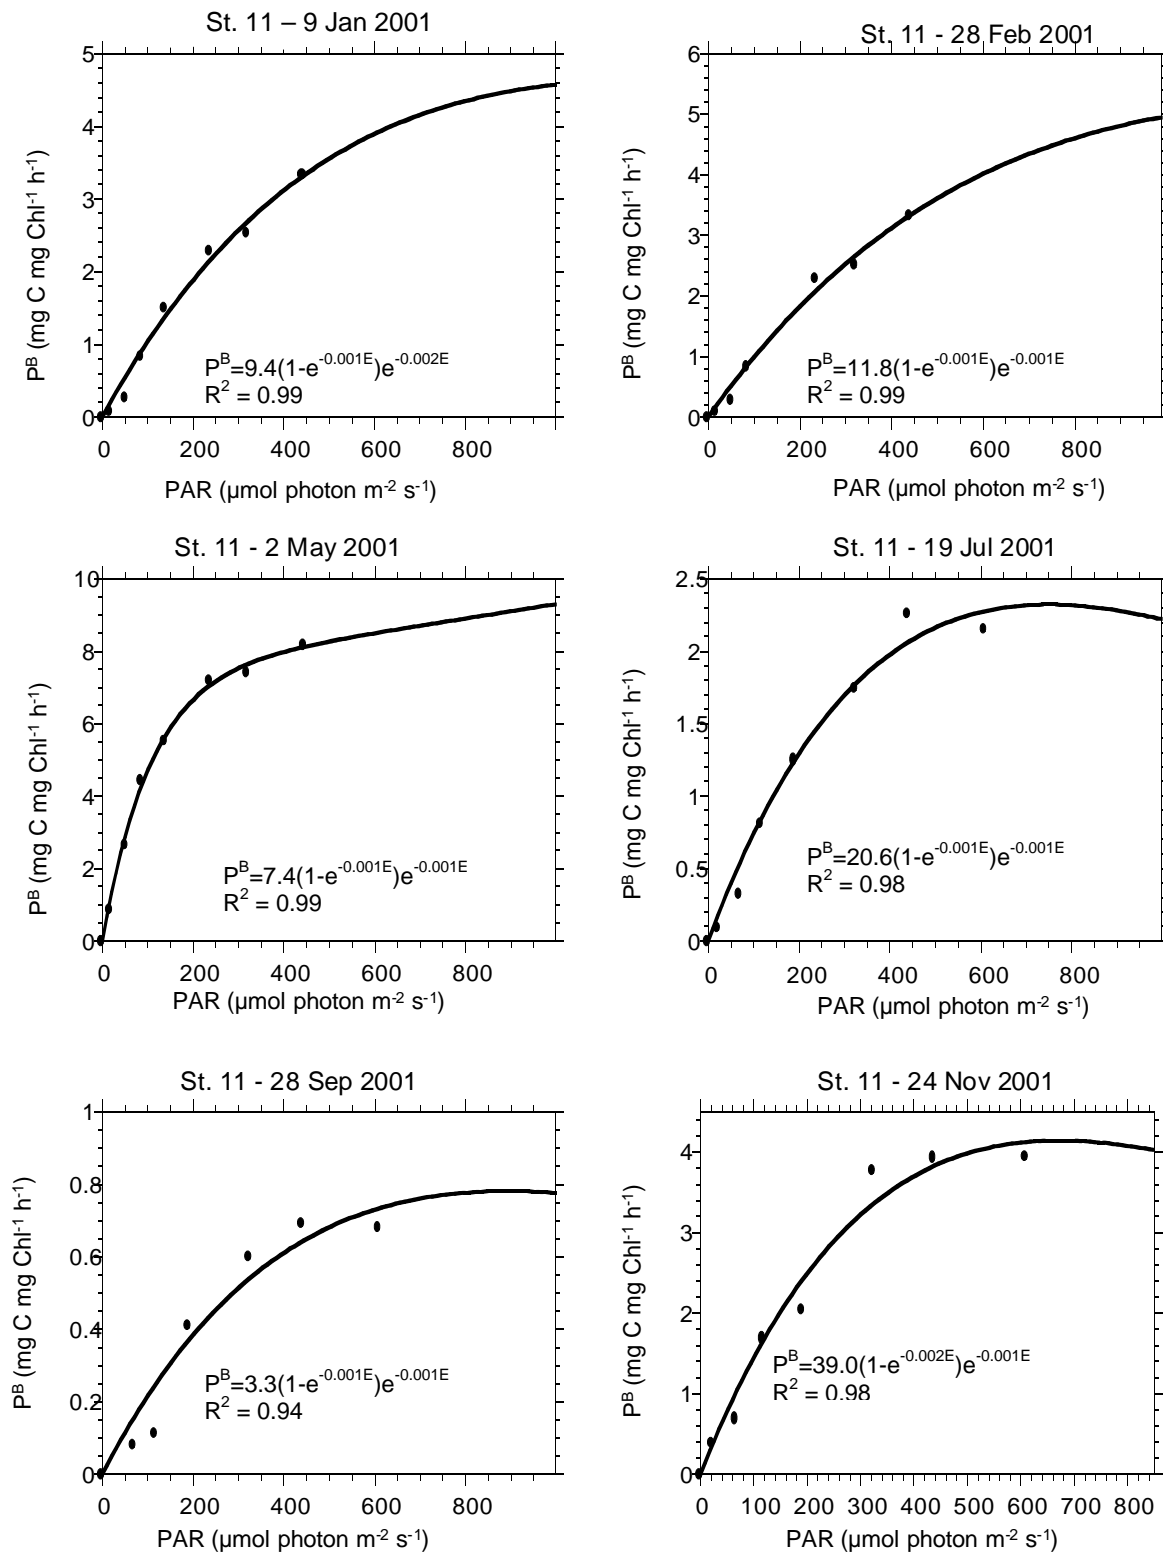 St. 11 – 9 Jan 2001
5
4
3
2
1
0
P^B (mg C mg Chl^-1 h^-1)
P^B=9.4(1-e^-0.001E)e^-0.002E
R^2 = 0.99
0 200 400 600 800
PAR (µmol photon m^-2 s^-1)
St. 11 - 28 Feb 2001
6
5
4
3
2
1
0
P^B (mg C mg Chl^-1 h^-1)
P^B=11.8(1-e^-0.001E)e^-0.001E
R^2 = 0.99
0 200 400 600 800
PAR (µmol photon m^-2 s^-1)
St. 11 - 2 May 2001
10
8
6
4
2
0
P^B (mg C mg Chl^-1 h^-1)
P^B=7.4(1-e^-0.001E)e^-0.001E
R^2 = 0.99
0 200 400 600 800
PAR (µmol photon m^-2 s^-1)
St. 11 - 19 Jul 2001
2.5
2
1.5
1
0.5
0
P^B (mg C mg Chl^-1 h^-1)
P^B=20.6(1-e^-0.001E)e^-0.001E
R^2 = 0.98
0 200 400 600 800
PAR (µmol photon m^-2 s^-1)
St. 11 - 28 Sep 2001
1
0.8
0.6
0.4
0.2
0
P^B (mg C mg Chl^-1 h^-1)
P^B=3.3(1-e^-0.001E)e^-0.001E
R^2 = 0.94
0 200 400 600 800
PAR (µmol photon m^-2 s^-1)
St. 11 - 24 Nov 2001
4
3
2
1
0
P^B (mg C mg Chl^-1 h^-1)
P^B=39.0(1-e^-0.002E)e^-0.001E
R^2 = 0.98
0 100 200 300 400 500 600 700 800
PAR (µmol photon m^-2 s^-1)